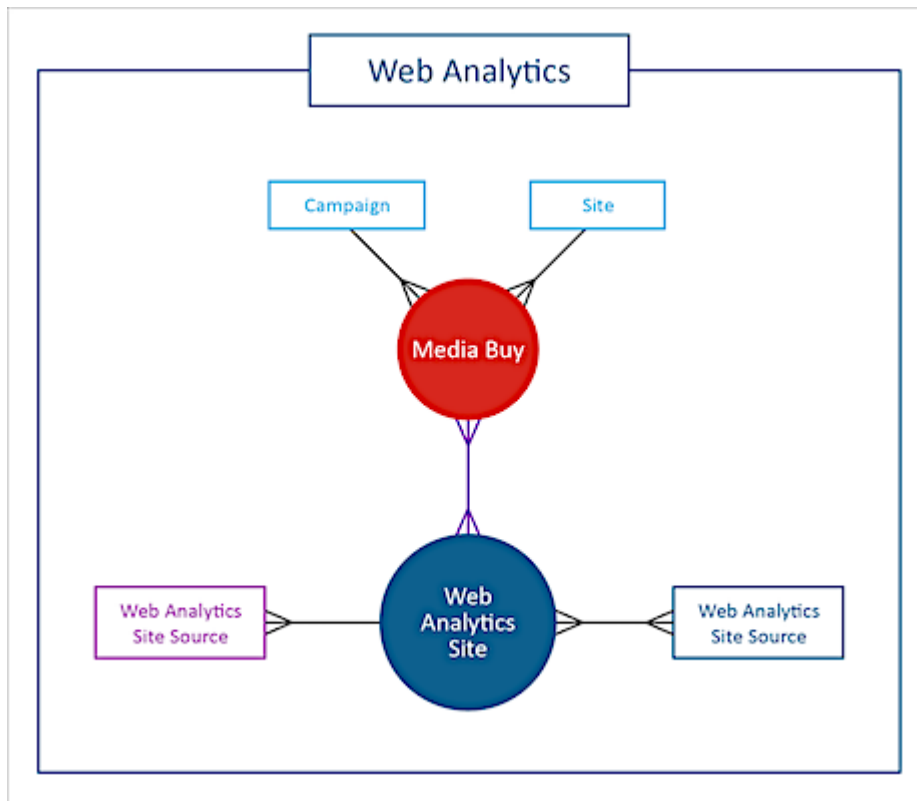 Web Analytics
Campaign
Site
Media Buy
Web
Analytics
Site
Web Analytics
Site Source
Web Analytics
Site Source